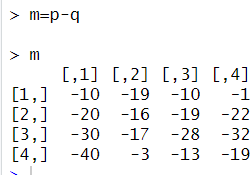 > m=p-q
> m
[,1] [,2] [,3] [,4]
[1,] -10 -19 -10 -1
[2,] -20 -16 -19 -22
[3,] -30 -17 -28 -32
[4,] -40 -3 -13 -19
>